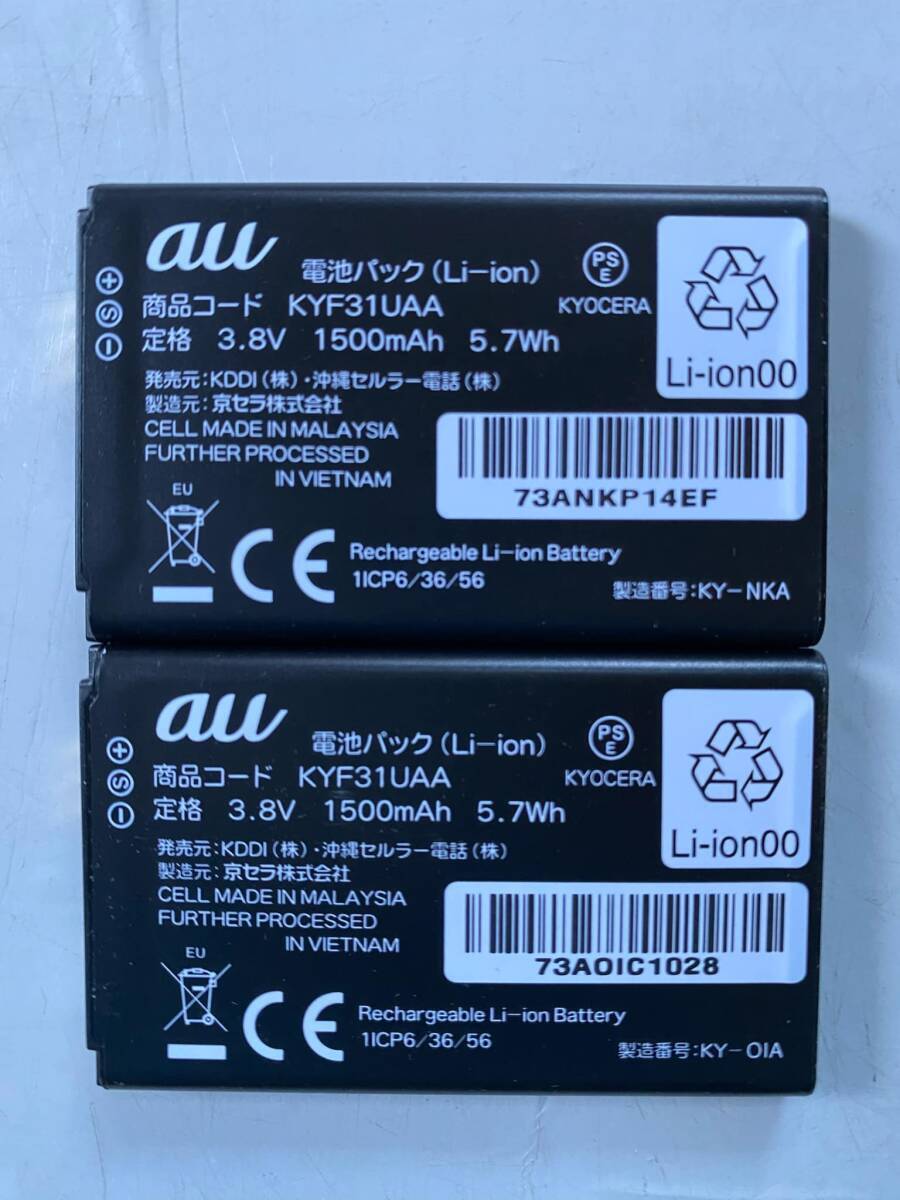 au
電池パック（Li-ion）
PS
E
KYOCERA
商品コード KYF31UAA
定格 3.8V 1500mAh 5.7Wh
Li-ion00
+
S
−
発売元：KDDI（株）・沖縄セルラー電話（株）
製造元：京セラ株式会社
CELL MADE IN MALAYSIA
FURTHER PROCESSED
IN VIETNAM
73ANKP14EF
EU
CE
Rechargeable Li-ion Battery
1ICP6/36/56
製造番号：KY-NKA
au
電池パック（Li-ion）
PS
E
KYOCERA
商品コード KYF31UAA
定格 3.8V 1500mAh 5.7Wh
Li-ion00
+
S
−
発売元：KDDI（株）・沖縄セルラー電話（株）
製造元：京セラ株式会社
CELL MADE IN MALAYSIA
FURTHER PROCESSED
IN VIETNAM
73AOIC1028
EU
CE
Rechargeable Li-ion Battery
1ICP6/36/56
製造番号：KY-OIA